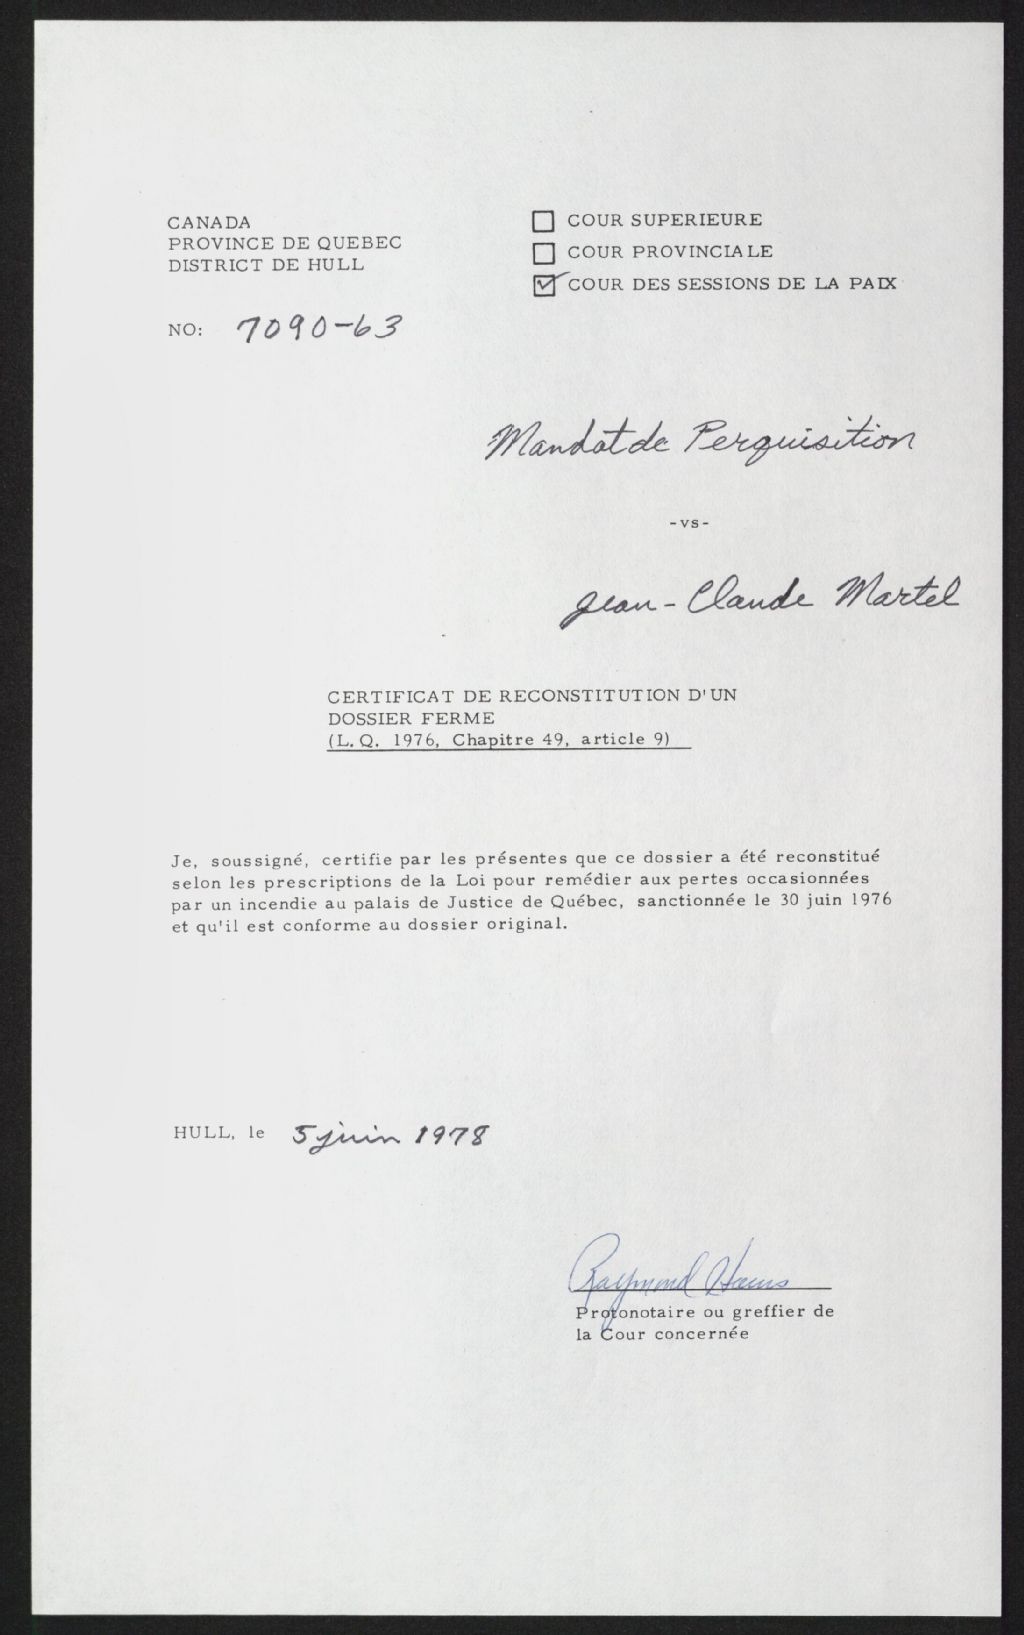 CANADA
PROVINCE DE QUEBEC
DISTRICT DE HULL
NO: 7090-63
COUR SUPERIEURE
COUR PROVINCIALE
COUR DES SESSIONS DE LA PAIX
Mandat de Perquisition
-vs-
Jean-Claude Martel
CERTIFICAT DE RECONSTITUTION D'UN
DOSSIER FERME
(L.Q. 1976, Chapitre 49, article 9)
Je, soussigné, certifie par les présentes que ce dossier a été reconstitué
selon les prescriptions de la Loi pour remédier aux pertes occasionnées
par un incendie au palais de Justice de Québec, sanctionnée le 30 juin 1976
et qu'il est conforme au dossier original.
HULL, le 5 juin 1978
Raymond
Protonotaire ou greffier de
la Cour concernée